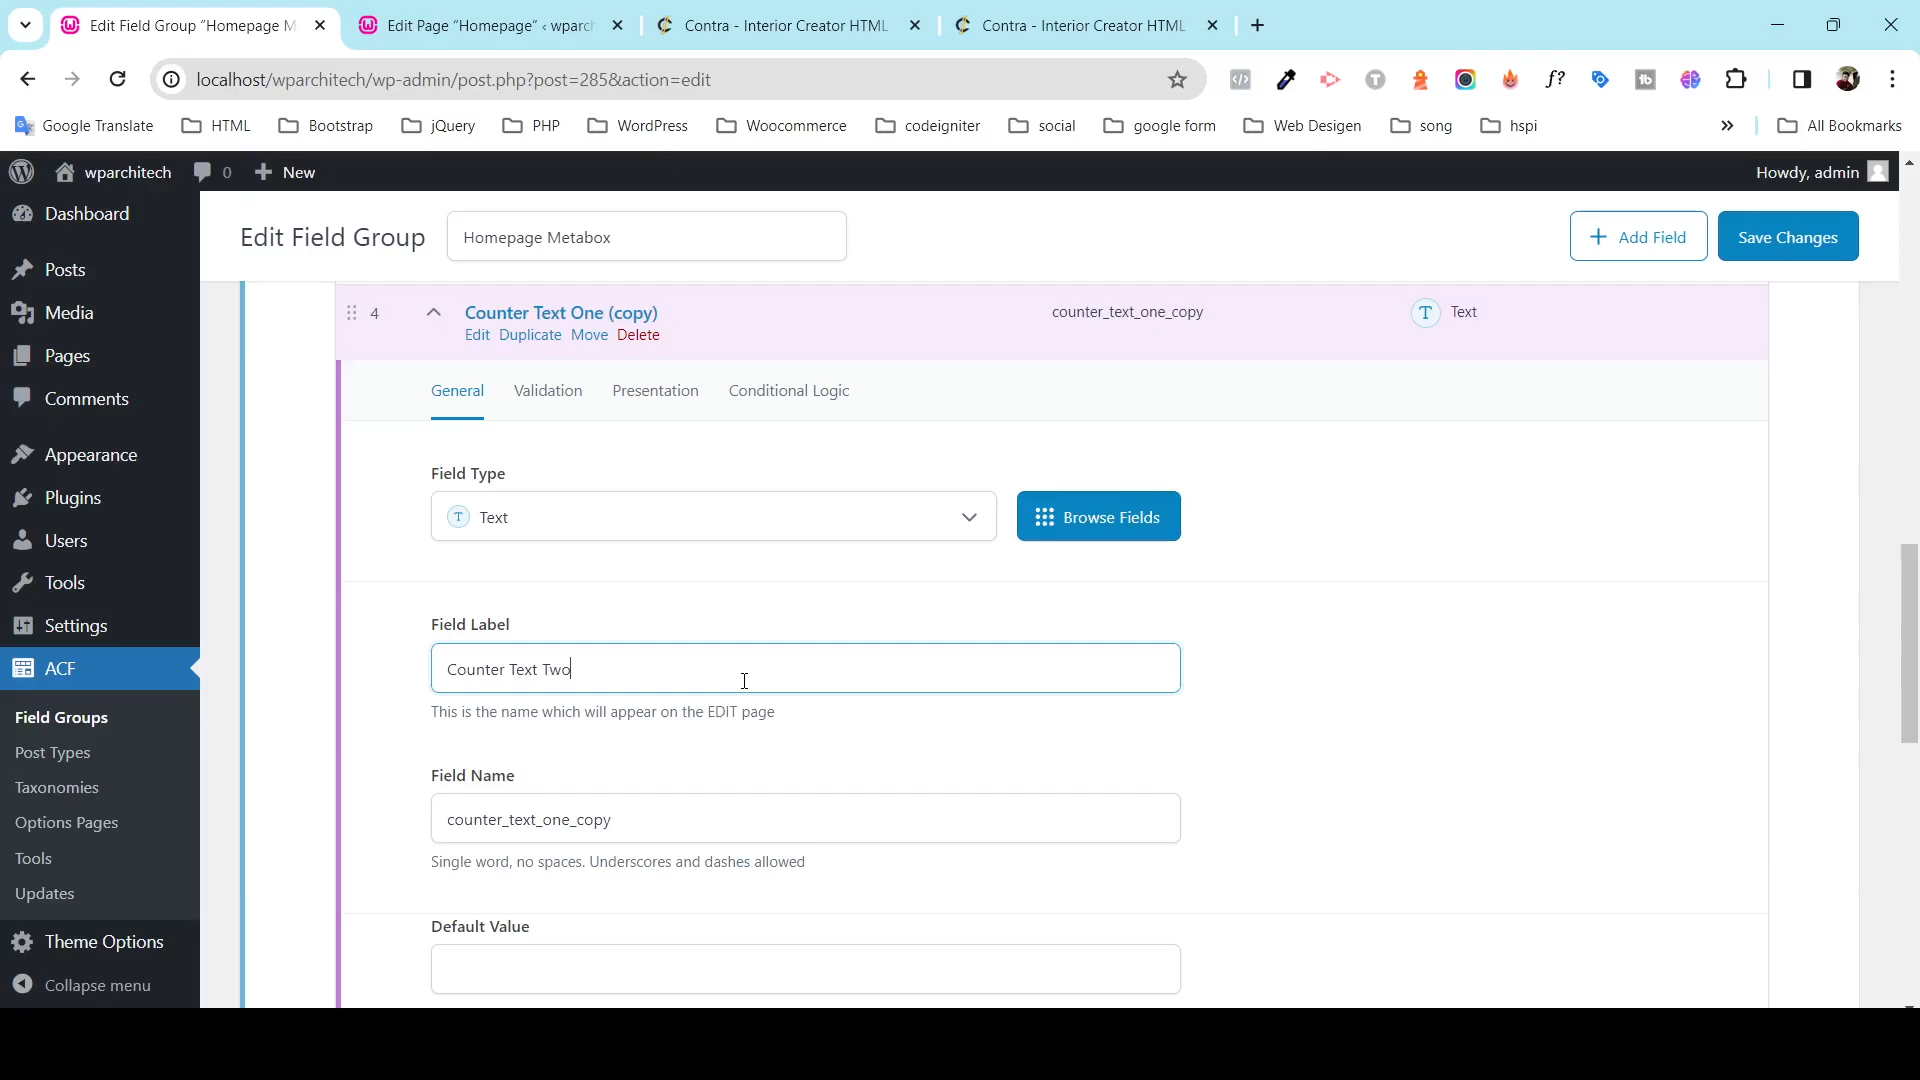 Edit Field Group "Homepage M
Edit Page "Homepage" ‹ wparch
Contra - Interior Creator HTML
Contra - Interior Creator HTML
localhost/wparchitech/wp-admin/post.php?post=285&action=edit
Google Translate
HTML
Bootstrap
jQuery
PHP
WordPress
Woocommerce
codeigniter
social
google form
Web Desigen
song
hspi
All Bookmarks
wparchitech
0
New
Howdy, admin
Dashboard
Posts
Media
Pages
Comments
Appearance
Plugins
Users
Tools
Settings
ACF
Field Groups
Post Types
Taxonomies
Options Pages
Tools
Updates
Theme Options
Collapse menu
Edit Field Group
Homepage Metabox
+ Add Field
Save Changes
4
Counter Text One (copy)
counter_text_one_copy
T Text
Edit Duplicate Move Delete
General
Validation
Presentation
Conditional Logic
Field Type
T Text
Browse Fields
Field Label
Counter Text Two
This is the name which will appear on the EDIT page
Field Name
counter_text_one_copy
Single word, no spaces. Underscores and dashes allowed
Default Value